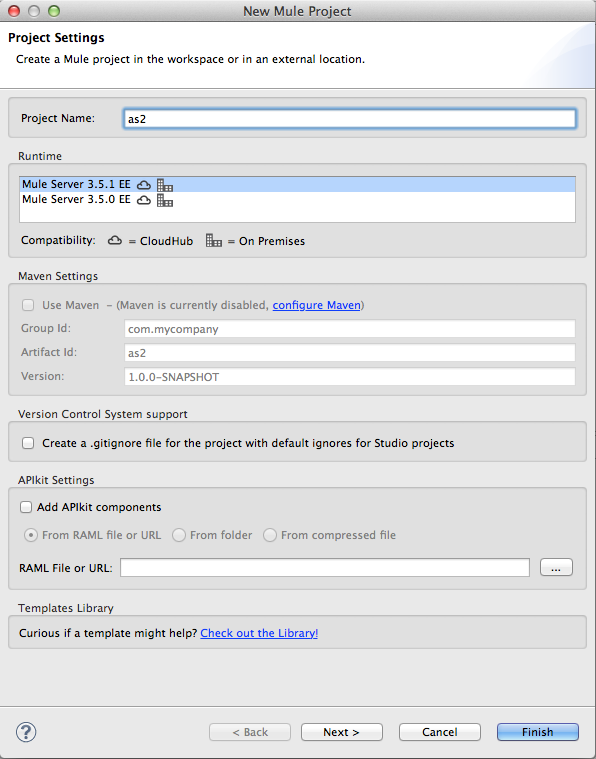 New Mule Project
Project Settings
Create a Mule project in the workspace or in an external location.
Project Name: as2
Runtime
Mule Server 3.5.1 EE
Mule Server 3.5.0 EE
Compatibility: = CloudHub = On Premises
Maven Settings
Use Maven – (Maven is currently disabled, configure Maven)
Group Id: com.mycompany
Artifact Id: as2
Version: 1.0.0-SNAPSHOT
Version Control System support
Create a .gitignore file for the project with default ignores for Studio projects
APIkit Settings
Add APIkit components
From RAML file or URL From folder From compressed file
RAML File or URL: ...
Templates Library
Curious if a template might help? Check out the Library!
? < Back Next > Cancel Finish